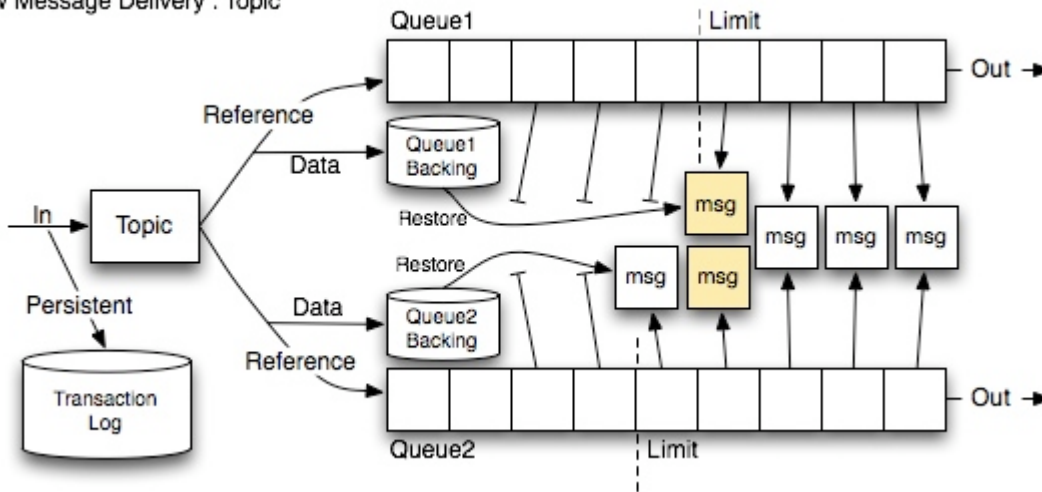 Message Delivery : Topic
Queue1
Limit
Out
Reference
Queue1
Backing
Data
In
Topic
Restore
msg
msg
msg
msg
Restore
msg
msg
Persistent
Data
Queue2
Backing
Reference
Transaction
Log
Out
Queue2
Limit